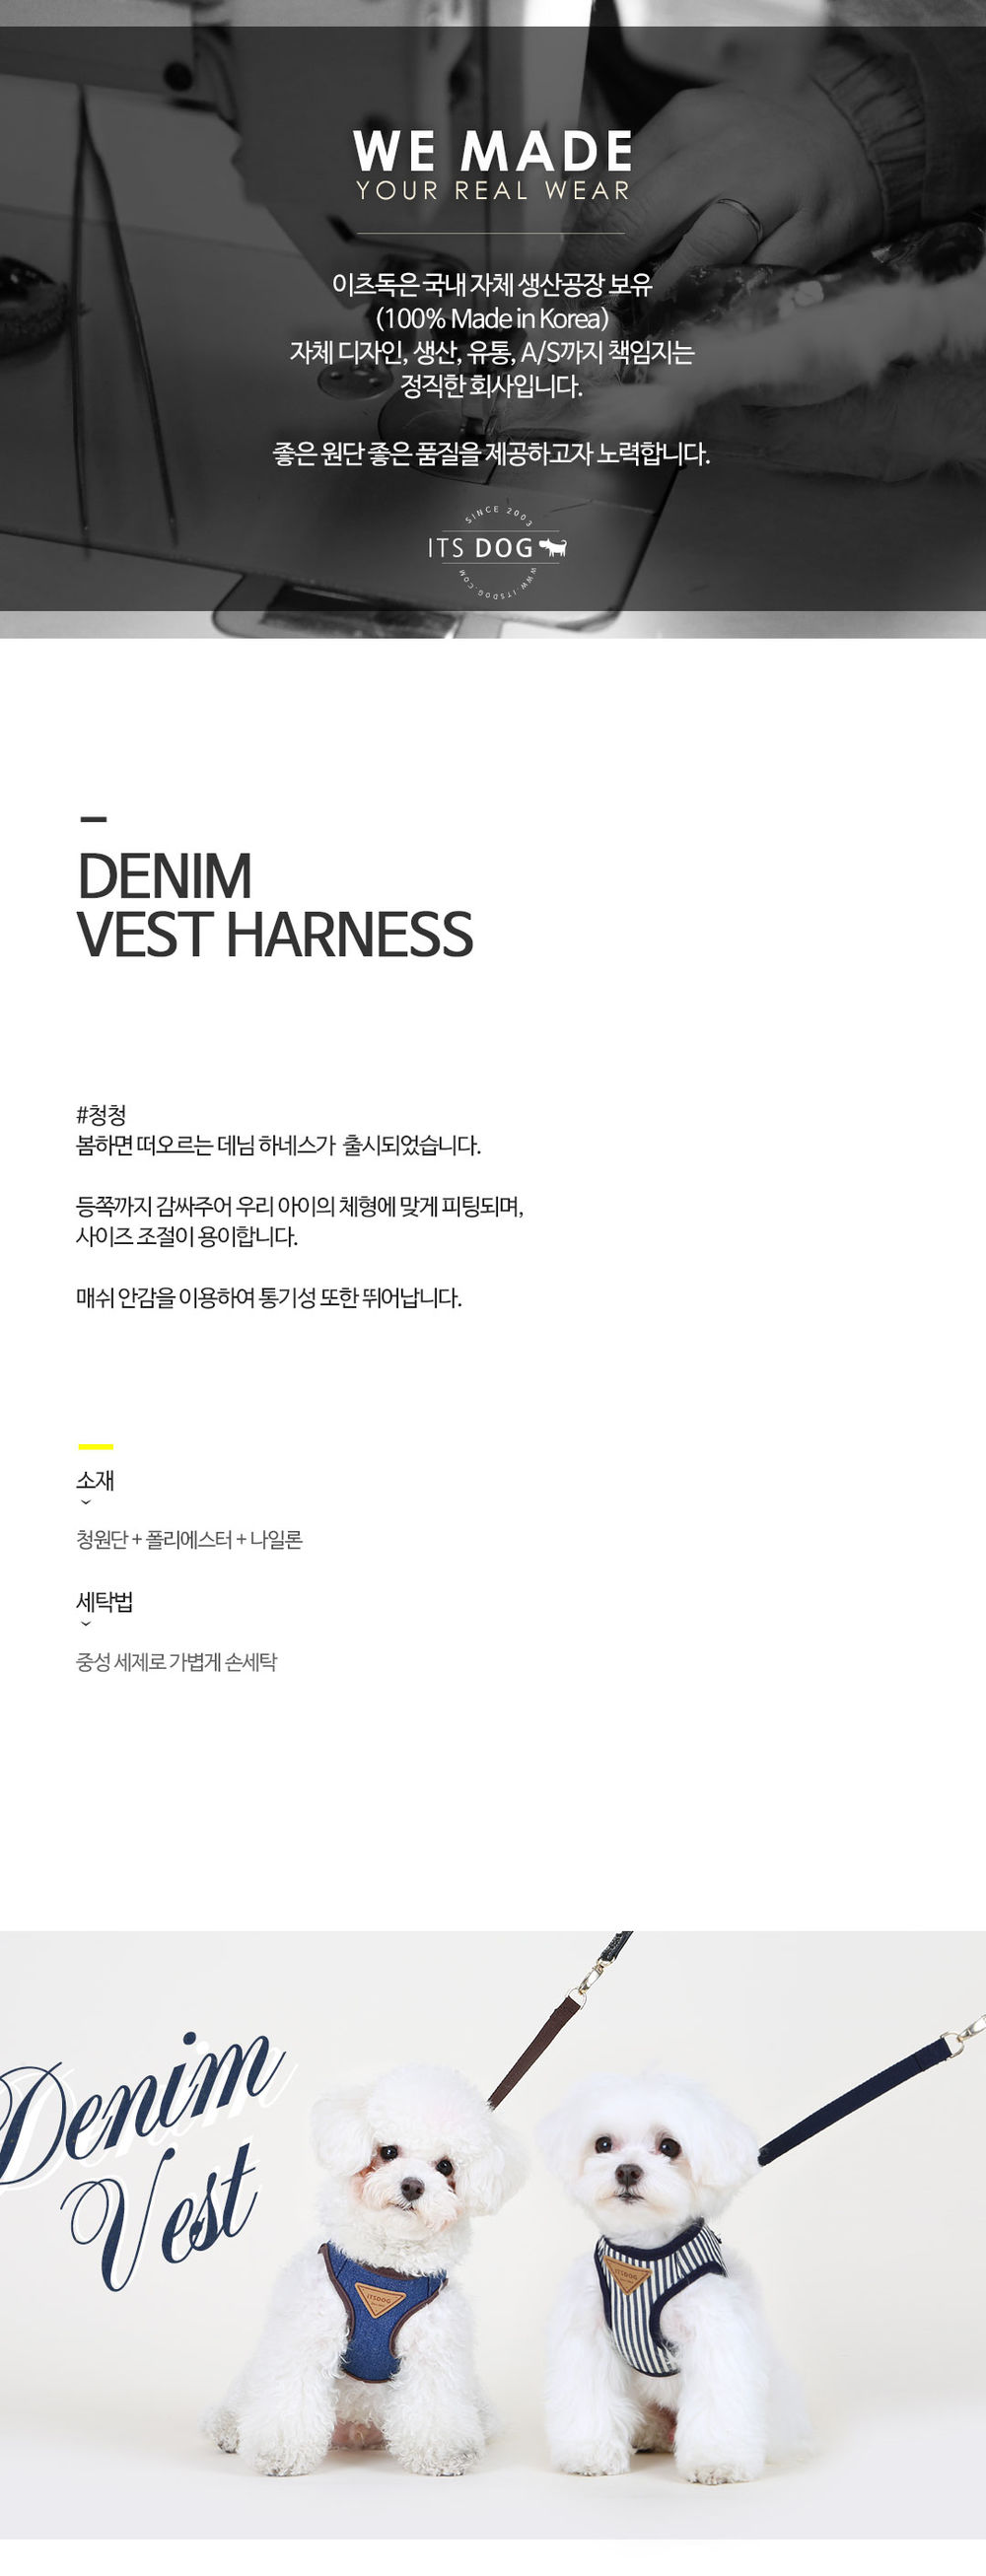 WE MADE
YOUR REAL WEAR
이츠독은 국내 자체 생산공장 보유
(100% Made in Korea)
자체 디자인, 생산, 유통, A/S까지 책임지는
정직한 회사입니다.
좋은 원단 좋은 품질을 제공하고자 노력합니다.
SINCE 2003
ITS DOG
WWW.ITSDOG.COM
DENIM
VEST HARNESS
#청청
봄하면 떠오르는 데님 하네스가 출시되었습니다.
등쪽까지 감싸주어 우리 아이의 체형에 맞게 피팅되며,
사이즈 조절이 용이합니다.
매쉬 안감을 이용하여 통기성 또한 뛰어납니다.
소재
청원단 + 폴리에스터 + 나일론
세탁법
중성 세제로 가볍게 손세탁
Denim
Vest
ITSDOG
ITSDOG